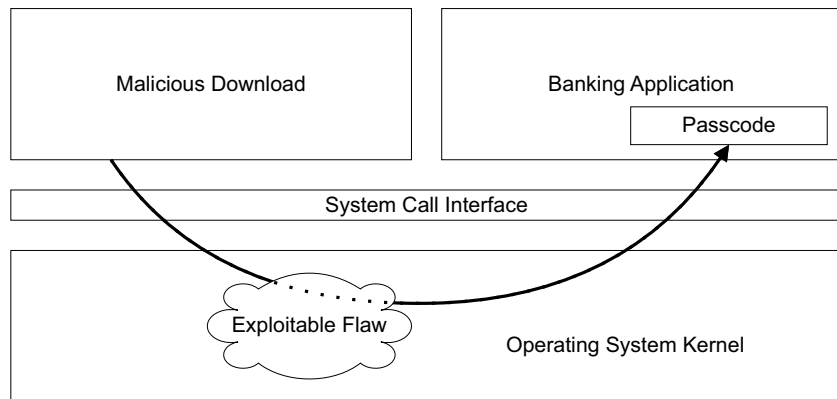 Malicious Download
Banking Application
Passcode
System Call Interface
Exploitable Flaw
Operating System Kernel